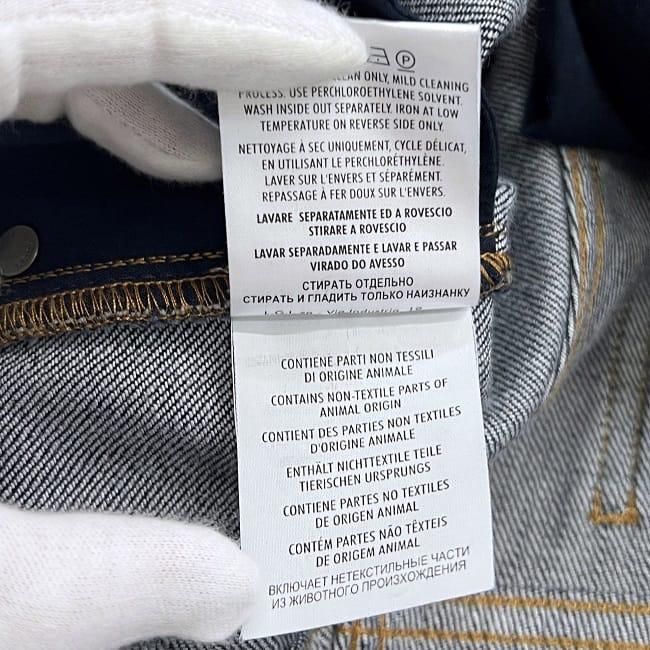 P
CLEAN ONLY, MILD CLEANING
PROCESS. USE PERCHLOROETHYLENE SOLVENT.
WASH INSIDE OUT SEPARATELY. IRON AT LOW
TEMPERATURE ON REVERSE SIDE ONLY.
NETTOYAGE À SEC UNIQUEMENT, CYCLE DÉLICAT,
EN UTILISANT LE PERCHLORÉTHYLÈNE.
LAVER SUR L'ENVERS ET SÉPARÉMENT.
REPASSAGE À FER DOUX SUR L'ENVERS.
LAVARE SEPARATAMENTE ED A ROVESCIO
STIRARE A ROVESCIO
LAVAR SEPARADAMENTE E LAVAR E PASSAR
VIRADO DO AVESSO
СТИРАТЬ ОТДЕЛЬНО
СТИРАТЬ И ГЛАДИТЬ ТОЛЬКО НАИЗНАНКУ
CONTIENE PARTI NON TESSILI
DI ORIGINE ANIMALE
CONTAINS NON-TEXTILE PARTS OF
ANIMAL ORIGIN
CONTIENT DES PARTIES NON TEXTILES
D'ORIGINE ANIMALE
ENTHÄLT NICHTTEXTILE TEILE
TIERISCHEN URSPRUNGS
CONTIENE PARTES NO TEXTILES
DE ORIGEN ANIMAL
CONTÉM PARTES NÃO TÊXTEIS
DE ORIGEM ANIMAL
ВКЛЮЧАЕТ НЕТЕКСТИЛЬНЫЕ ЧАСТИ
ИЗ ЖИВОТНОГО ПРОИСХОЖДЕНИЯ